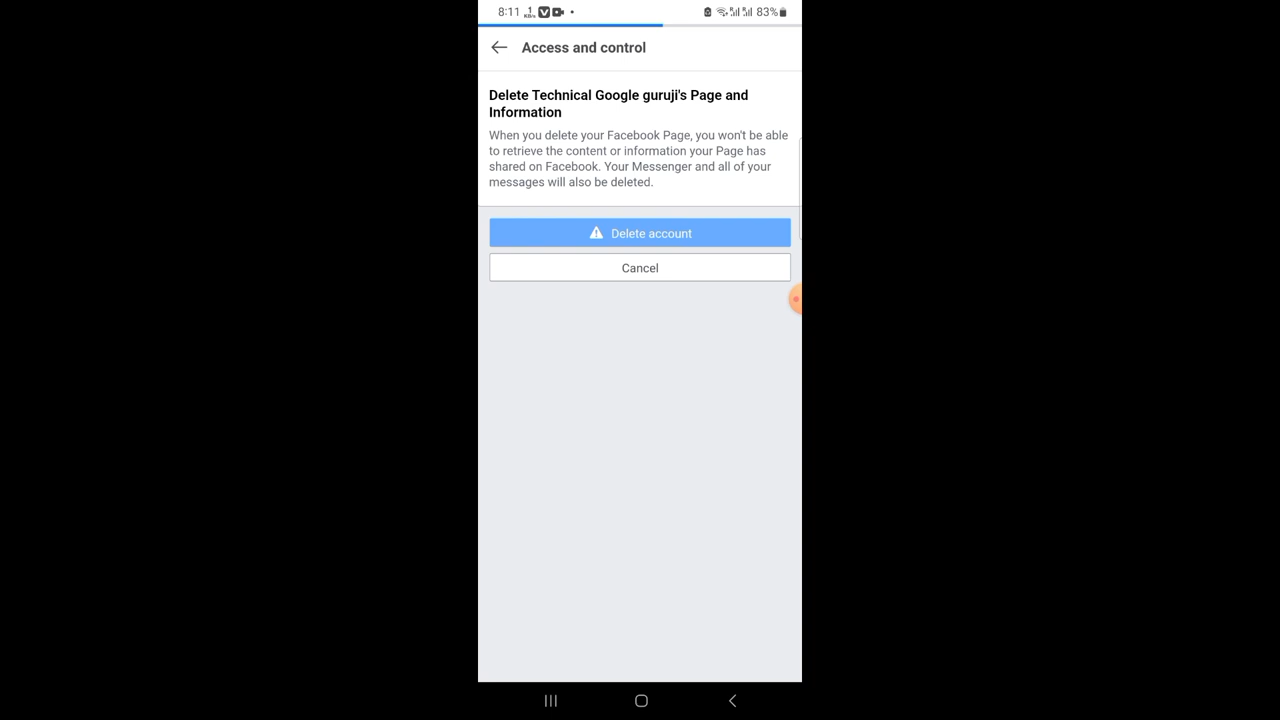 8:11 1 KB/s V 83%
Access and control
Delete Technical Google guruji's Page and
Information
When you delete your Facebook Page, you won't be able
to retrieve the content or information your Page has
shared on Facebook. Your Messenger and all of your
messages will also be deleted.
Delete account
Cancel